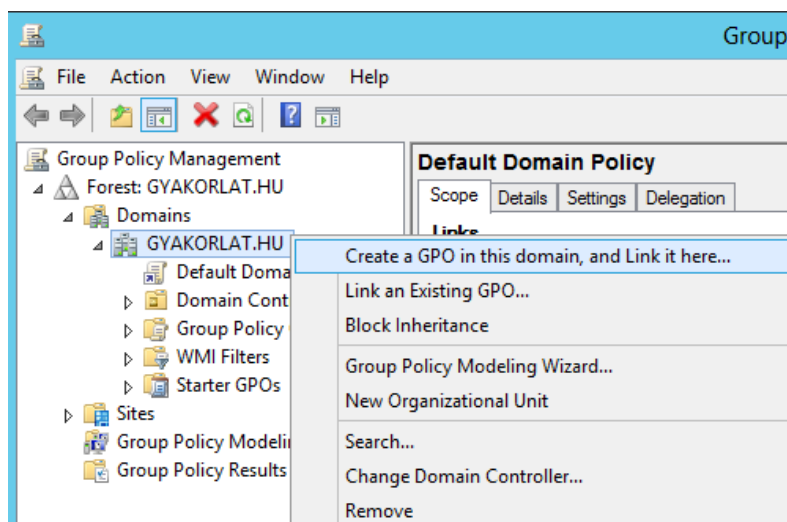 Group
File Action View Window Help
Group Policy Management
Forest: GYAKORLAT.HU
Domains
GYAKORLAT.HU
Default Doma
Domain Cont
Group Policy
WMI Filters
Starter GPOs
Sites
Group Policy Modeli
Group Policy Results
Default Domain Policy
Scope Details Settings Delegation
Links
Create a GPO in this domain, and Link it here...
Link an Existing GPO...
Block Inheritance
Group Policy Modeling Wizard...
New Organizational Unit
Search...
Change Domain Controller...
Remove